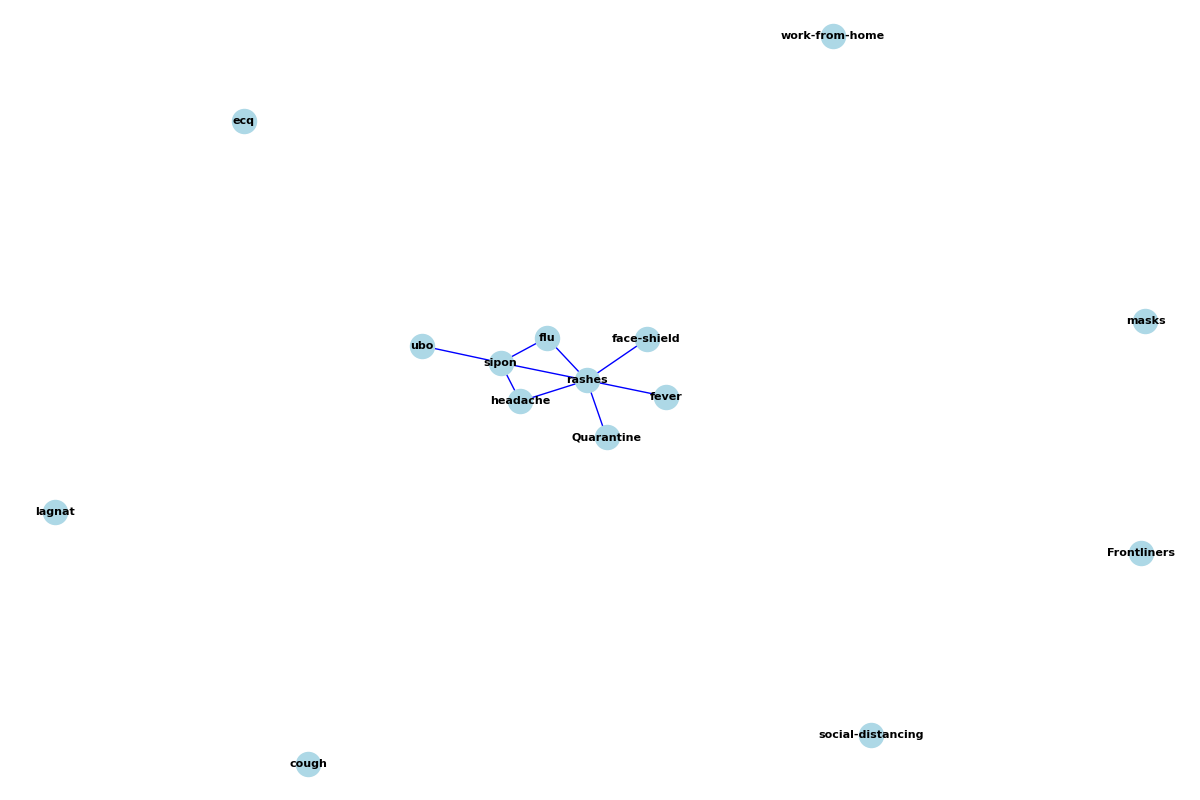 work-from-home
ecq
masks
flu
face-shield
ubo
sipon
rashes
fever
headache
Quarantine
lagnat
Frontliners
social-distancing
cough